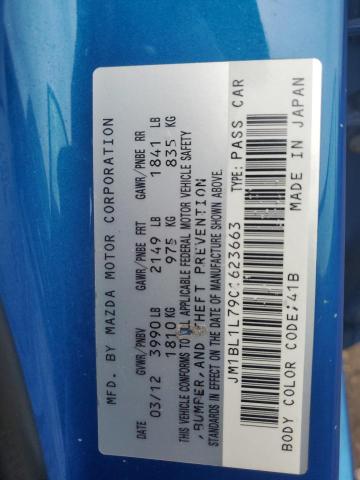 MFD. BY MAZDA MOTOR CORPORATION
GVWR/PNBV GAWR/PNBE FRT GAWR/PNBE RR
DATE 03/12 3990 LB 2149 LB 1841 LB
1810 KG 975 KG 835 KG
THIS VEHICLE CONFORMS TO ALL APPLICABLE FEDERAL MOTOR VEHICLE SAFETY
,BUMPER,AND THEFT PREVENTION
STANDARDS IN EFFECT ON THE DATE OF MANUFACTURE SHOWN ABOVE.
JM1BL1L79C1623663 TYPE: PASS CAR
BODY COLOR CODE:41B MADE IN JAPAN